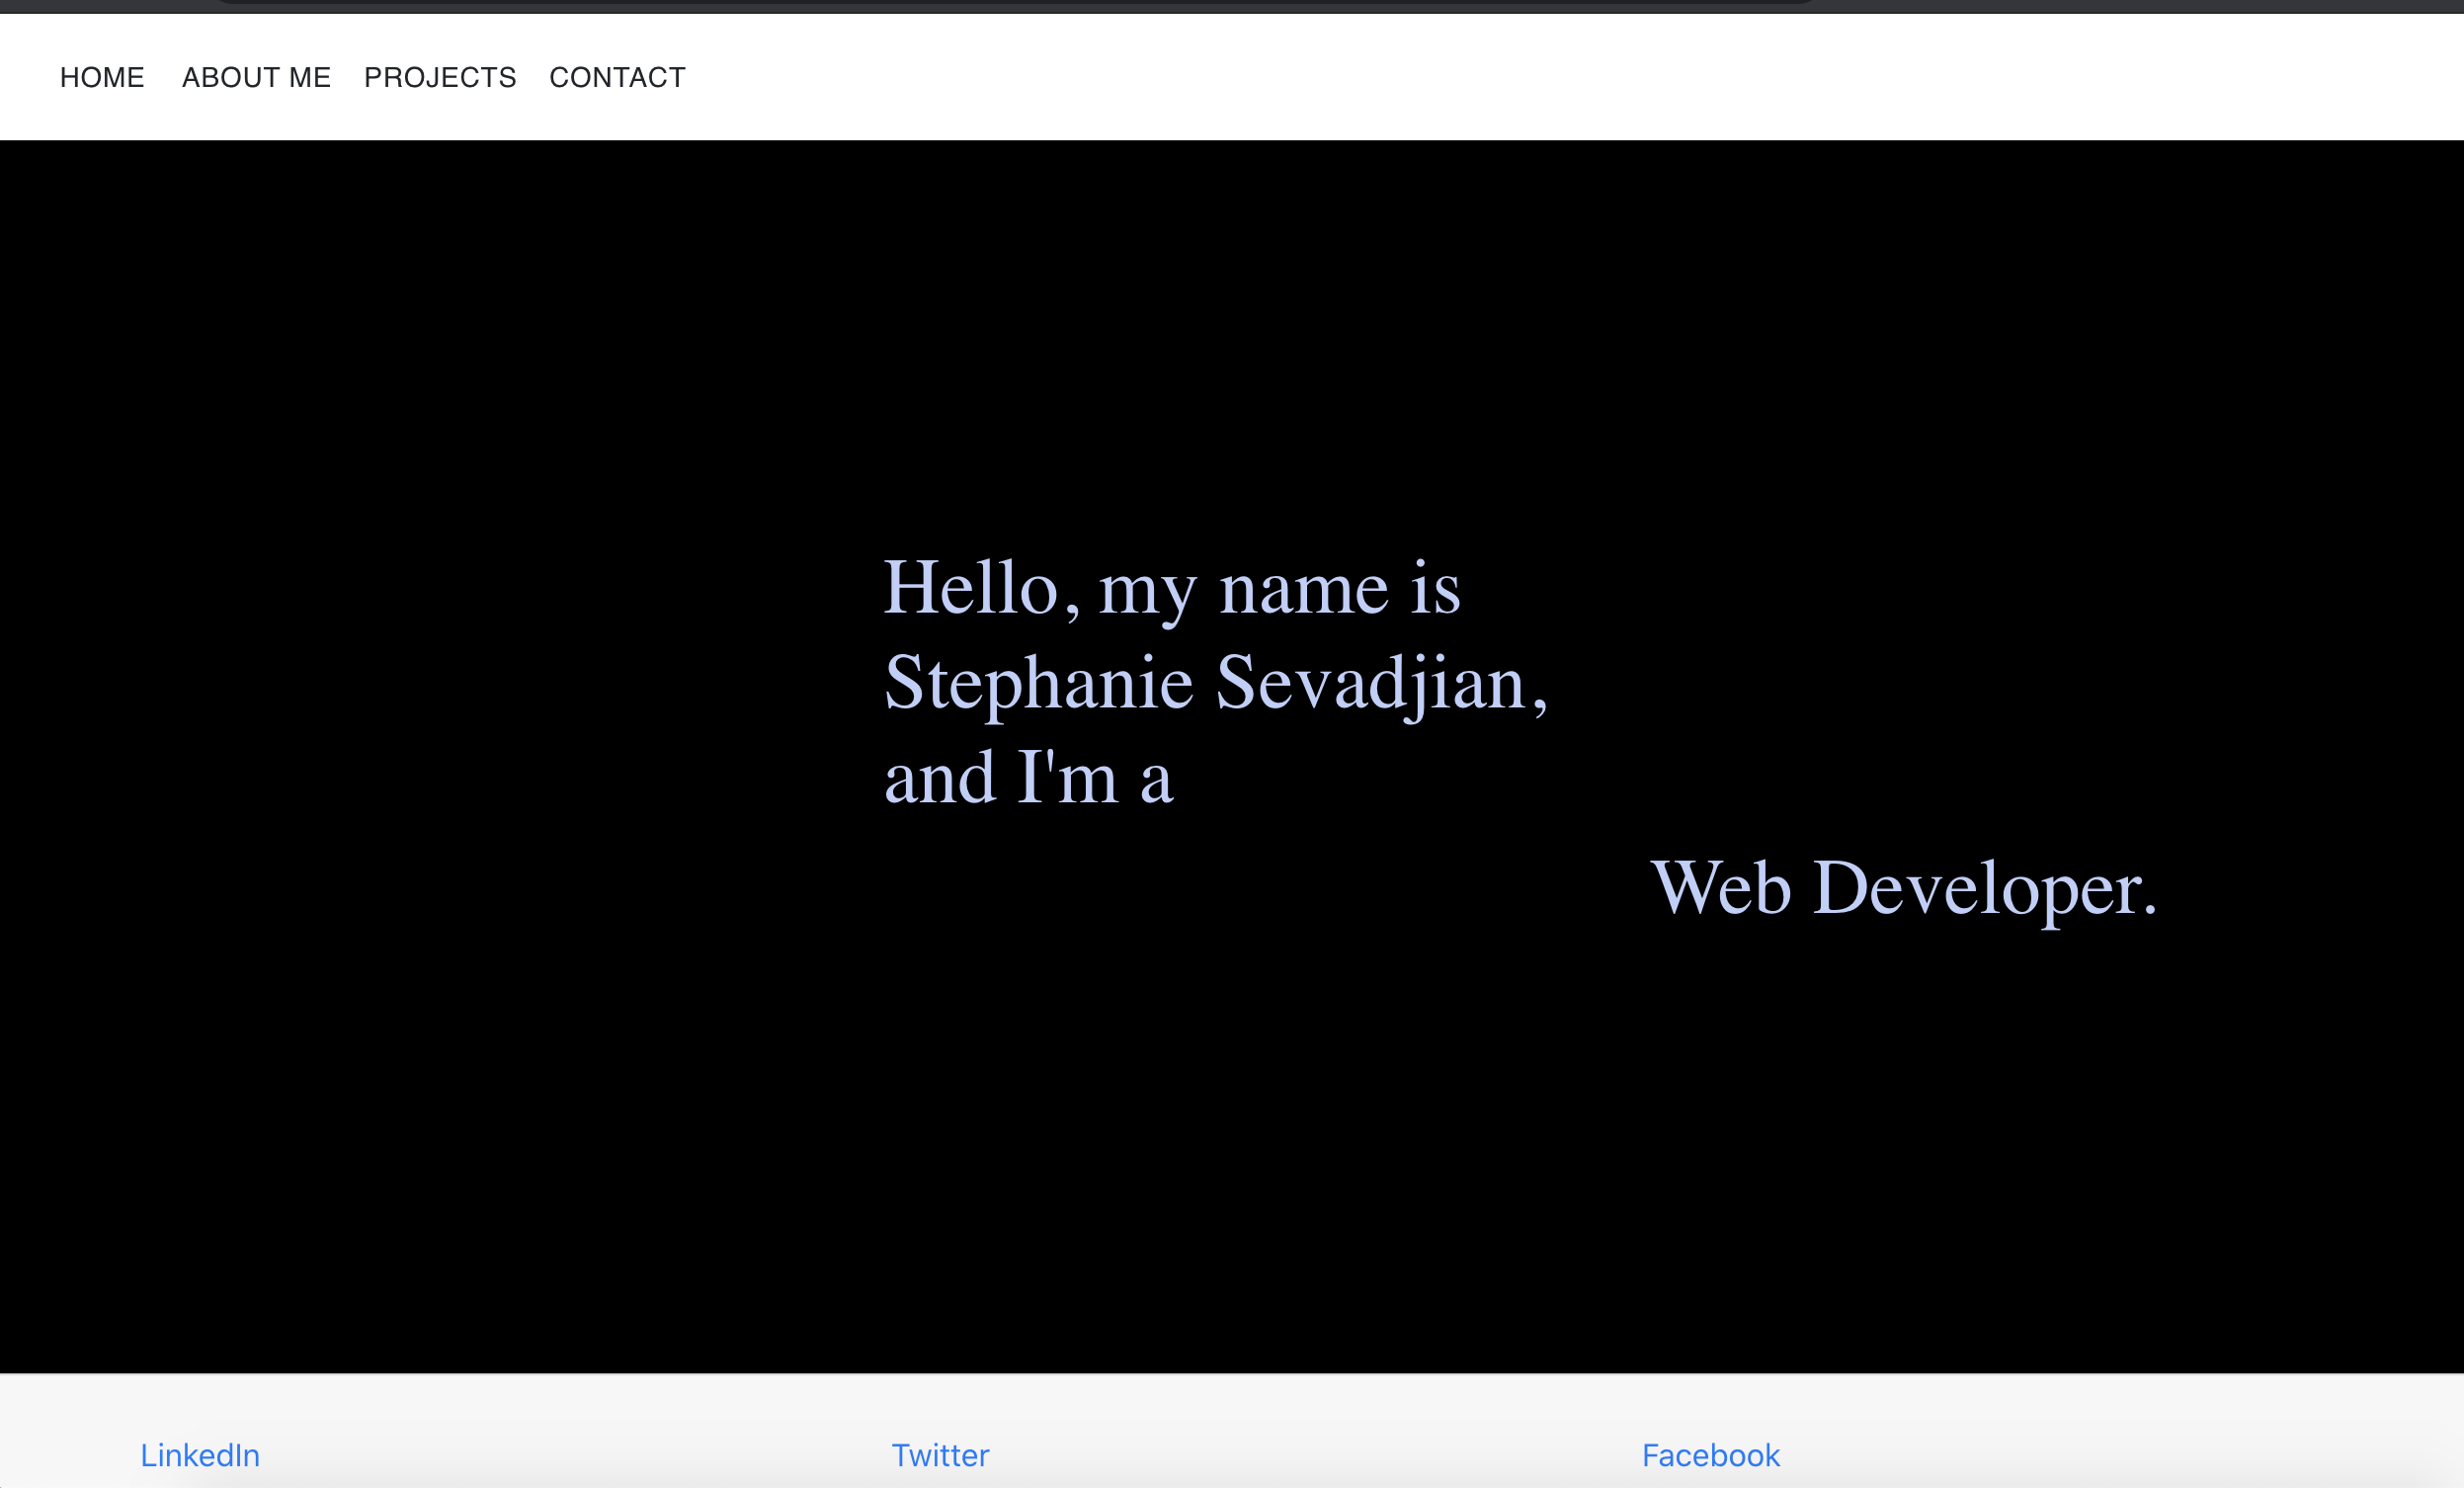 HOME ABOUT ME PROJECTS CONTACT
Hello, my name is
Stephanie Sevadjian,
and I'm a
Web Developer.
LinkedIn Twitter Facebook